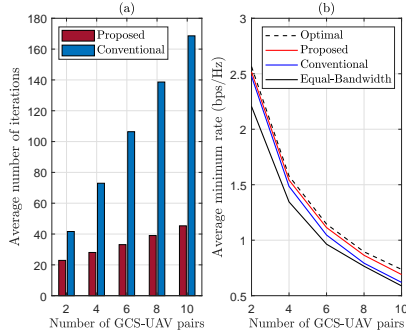 (a)
Proposed
Conventional
180
160
140
120
100
80
60
40
20
0
2 4 6 8 10
Average number of iterations
Number of GCS-UAV pairs
(b)
Optimal
Proposed
Conventional
Equal-Bandwidth
3
2.5
2
1.5
1
0.5
2 4 6 8 10
Average minimum rate (bps/Hz)
Number of GCS-UAV pairs